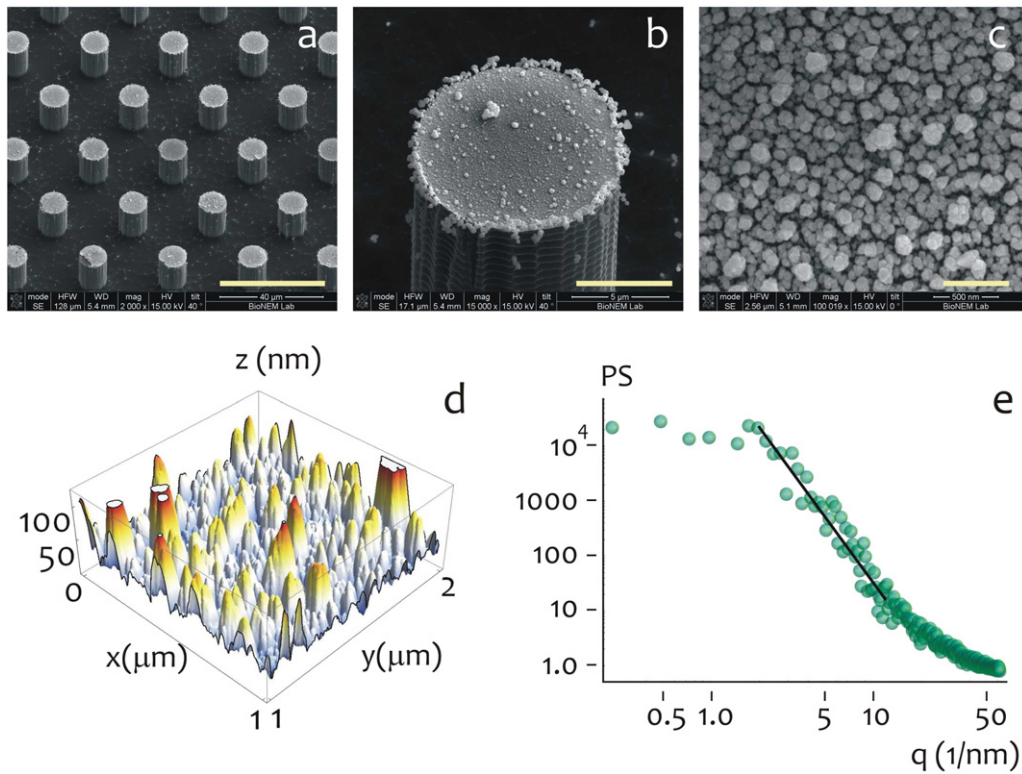 a
mode HFW WD mag HV tilt 40 µm
SE 128 µm 5.4 mm 2 000 x 15.00 kV 40° BioNEM Lab
b
mode HFW WD mag HV tilt 5 µm
SE 17.1 µm 5.4 mm 15 000 x 15.00 kV 40° BioNEM Lab
c
mode HFW WD mag HV tilt 500 nm
SE 2.56 µm 5.1 mm 100 019 x 15.00 kV 0° BioNEM Lab
d
z (nm)
100
50
0
x(µm)
1
1
y(µm)
2
e
PS
10⁴
1000
100
10
1.0
0.5 1.0 5 10 50
q (1/nm)